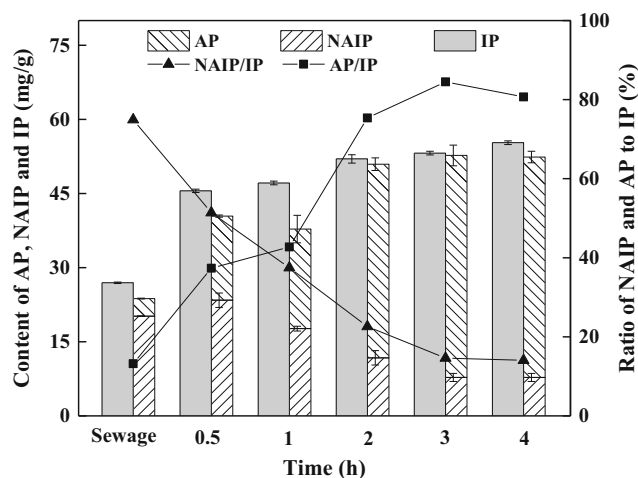 AP NAIP IP
NAIP/IP AP/IP
Content of AP, NAIP and IP (mg/g)
75
60
45
30
15
0
Ratio of NAIP and AP to IP (%)
100
80
60
40
20
0
Sewage 0.5 1 2 3 4
Time (h)